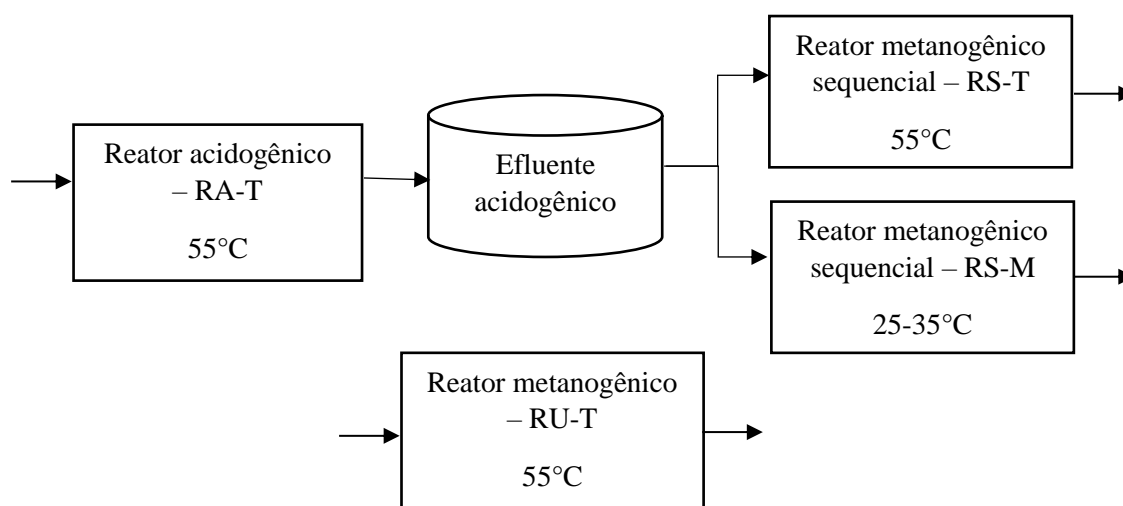 Reator acidogênico
– RA-T
55°C
Efluente
acidogênico
Reator metanogênico
sequencial – RS-T
55°C
Reator metanogênico
sequencial – RS-M
25-35°C
Reator metanogênico
– RU-T
55°C